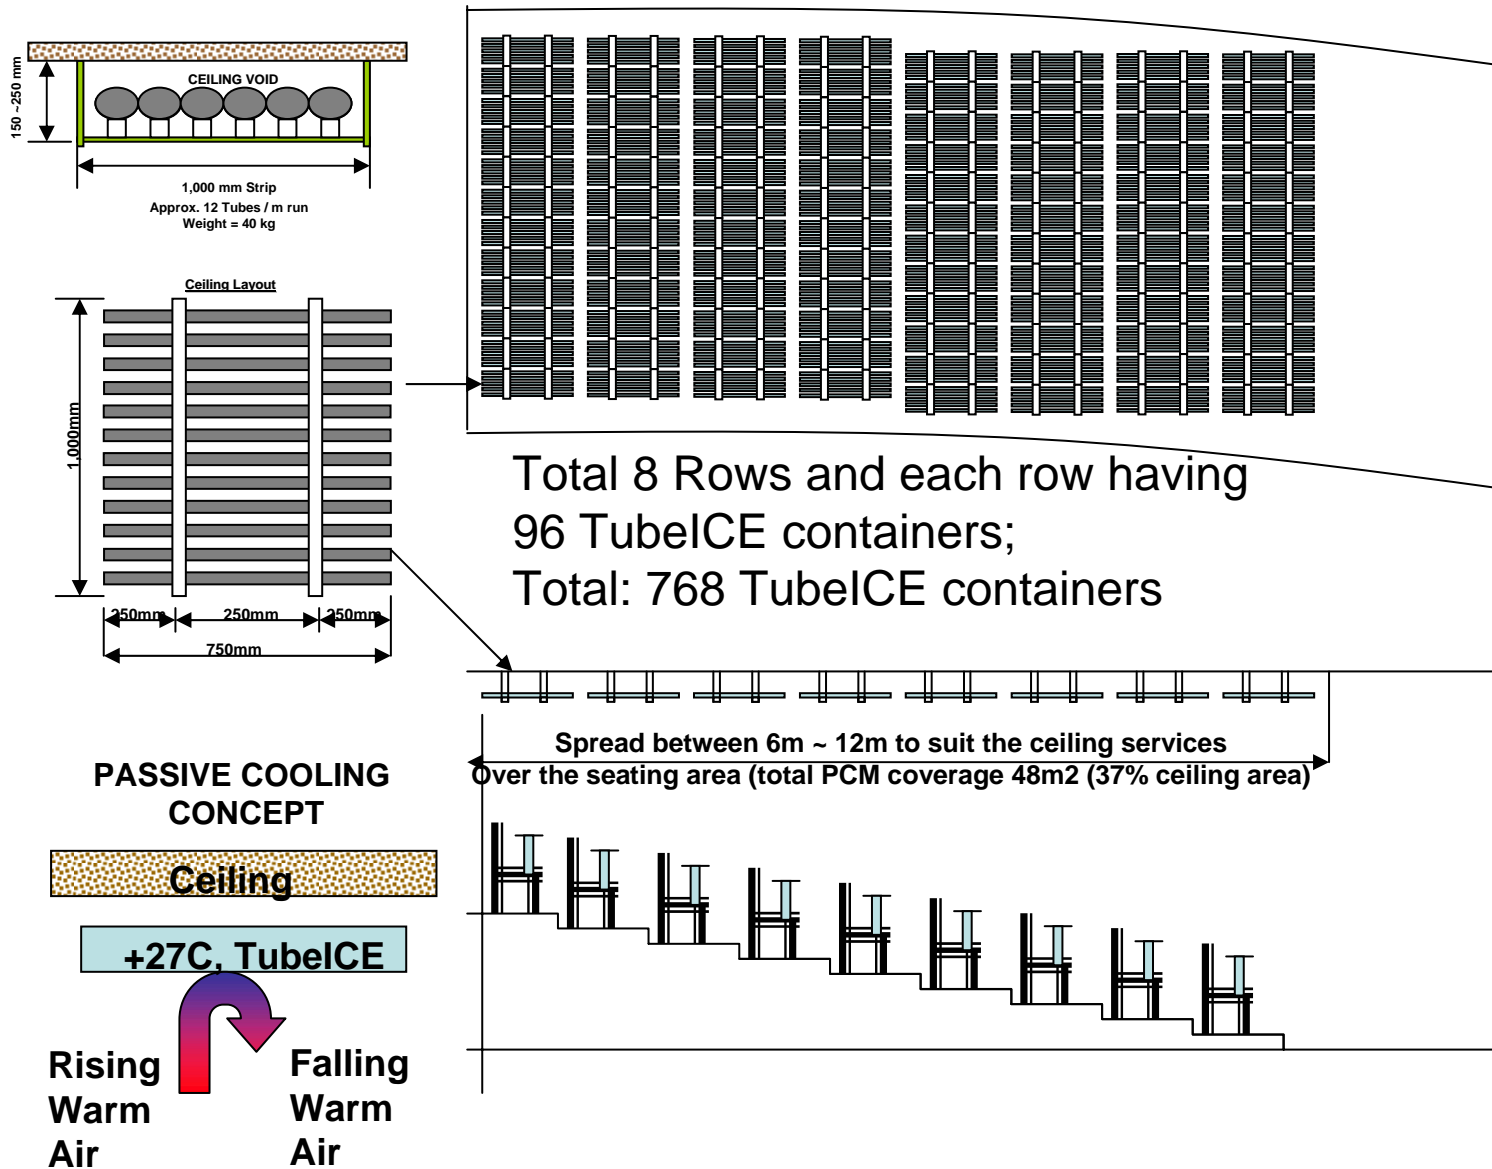 150 ~250 mm
CEILING VOID
1,000 mm Strip
Approx. 12 Tubes / m run
Weight = 40 kg
Ceiling Layout
1,000mm
250mm
250mm
250mm
750mm
Total 8 Rows and each row having
96 TubeICE containers;
Total: 768 TubeICE containers
Spread between 6m ~ 12m to suit the ceiling services
Over the seating area (total PCM coverage 48m2 (37% ceiling area)
PASSIVE COOLING
CONCEPT
Ceiling
+27C, TubeICE
Rising
Warm
Air
Falling
Warm
Air